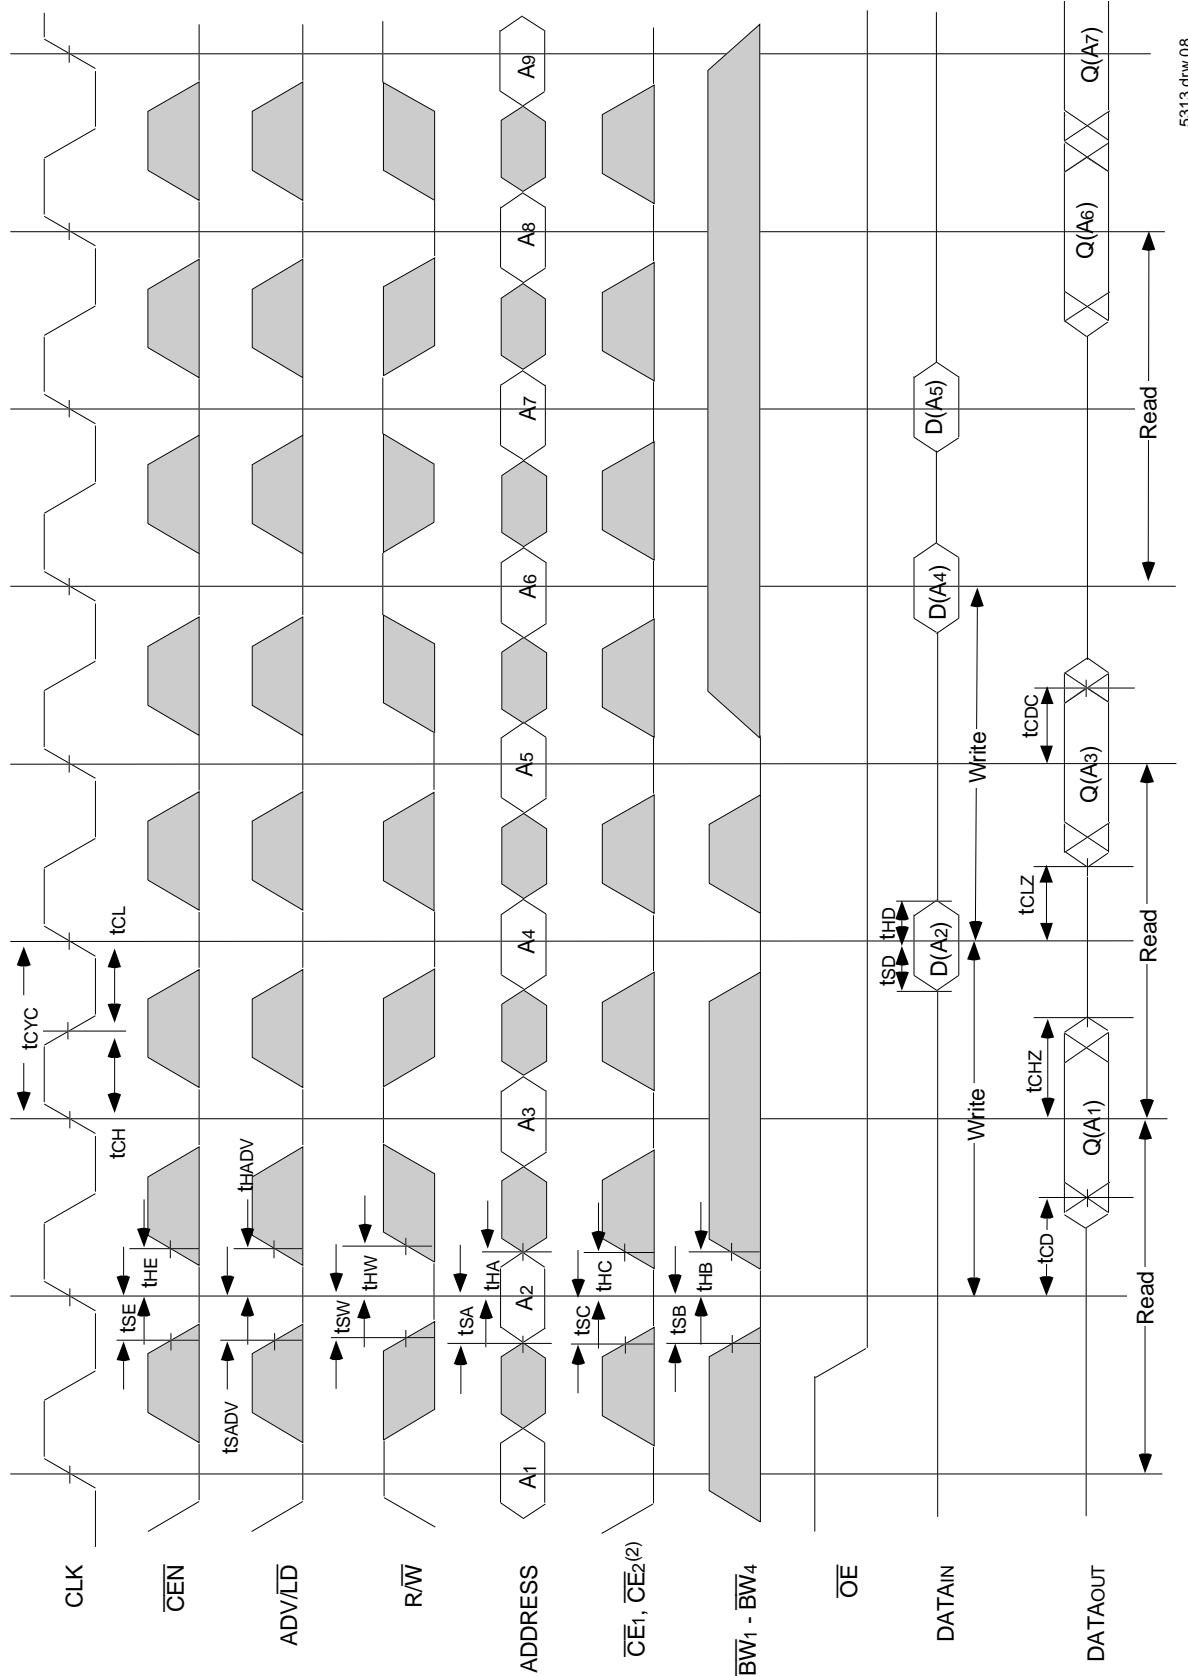 tCYC
tCH
tCL
CLK
tSE
tHE
CEN
tSADV
tHADV
ADV/LD
tSW
tHW
R/W
tSA
tHA
ADDRESS
A1
A2
A3
A4
A5
A6
A7
A8
A9
tSC
tHC
CE1, CE2(2)
tSB
tHB
BW1 - BW4
OE
tSD
tHD
DATAIN
D(A2)
D(A4)
D(A5)
Write
Write
tCD
tCHZ
tCLZ
tCDC
DATAOUT
Q(A1)
Q(A3)
Q(A6)
Q(A7)
Read
Read
Read
5313 drw 08